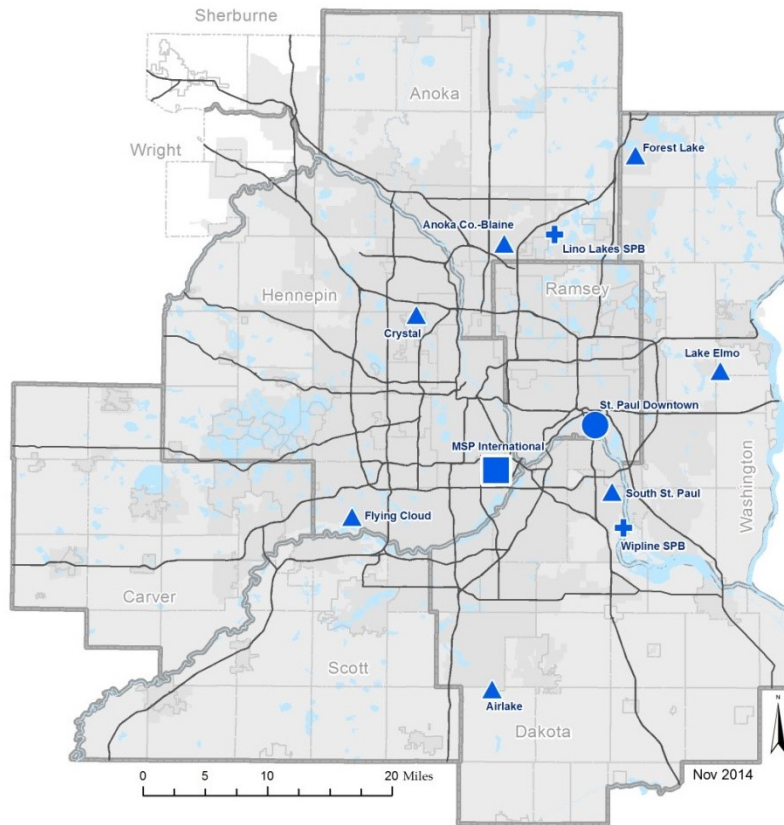 Sherburne
Anoka
Wright
Forest Lake
Anoka Co.-Blaine
Lino Lakes SPB
Hennepin
Ramsey
Crystal
Lake Elmo
St. Paul Downtown
MSP International
Washington
South St. Paul
Flying Cloud
Wipline SPB
Carver
Scott
Airlake
Dakota
N
Nov 2014
0 5 10 20 Miles